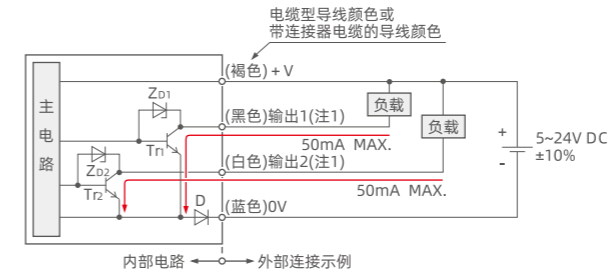 电缆型导线颜色或
带连接器电缆的导线颜色
(褐色)+V
主电路
ZD1
(黑色)输出1(注1)
负载
负载
Tr1
50mA MAX.
+
5~24V DC
±10%
-
ZD2
(白色)输出2(注1)
Tr2
50mA MAX.
D
(蓝色)0V
内部电路
外部连接示例